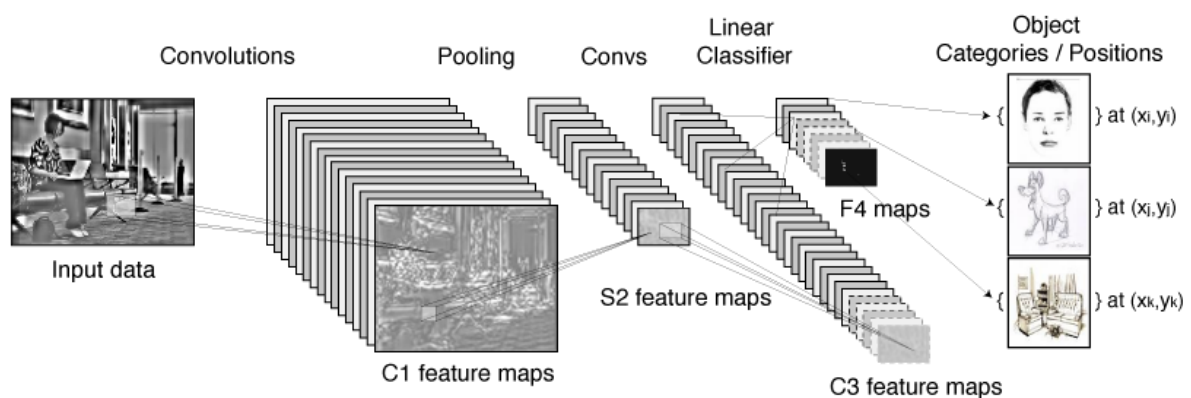 Convolutions
Pooling
Convs
Linear
Classifier
Object
Categories / Positions
Input data
C1 feature maps
S2 feature maps
C3 feature maps
F4 maps
{ } at (xi,yi)
{ } at (xj,yj)
{ } at (xk,yk)